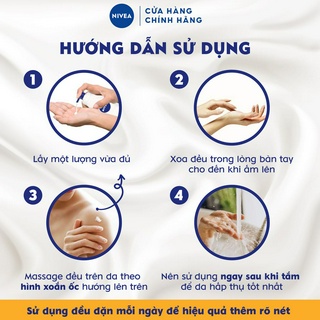 NIVEA
CỬA HÀNG
CHÍNH HÃNG
HƯỚNG DẪN SỬ DỤNG
1
Lấy một lượng vừa đủ
2
Xoa đều trong lòng bàn tay
cho đến khi ấm lên
3
Massage đều trên da theo
hình xoắn ốc hướng lên trên
4
Nên sử dụng ngay sau khi tắm
để da hấp thụ tốt nhất
Sử dụng đều đặn mỗi ngày để hiệu quả thêm rõ nét